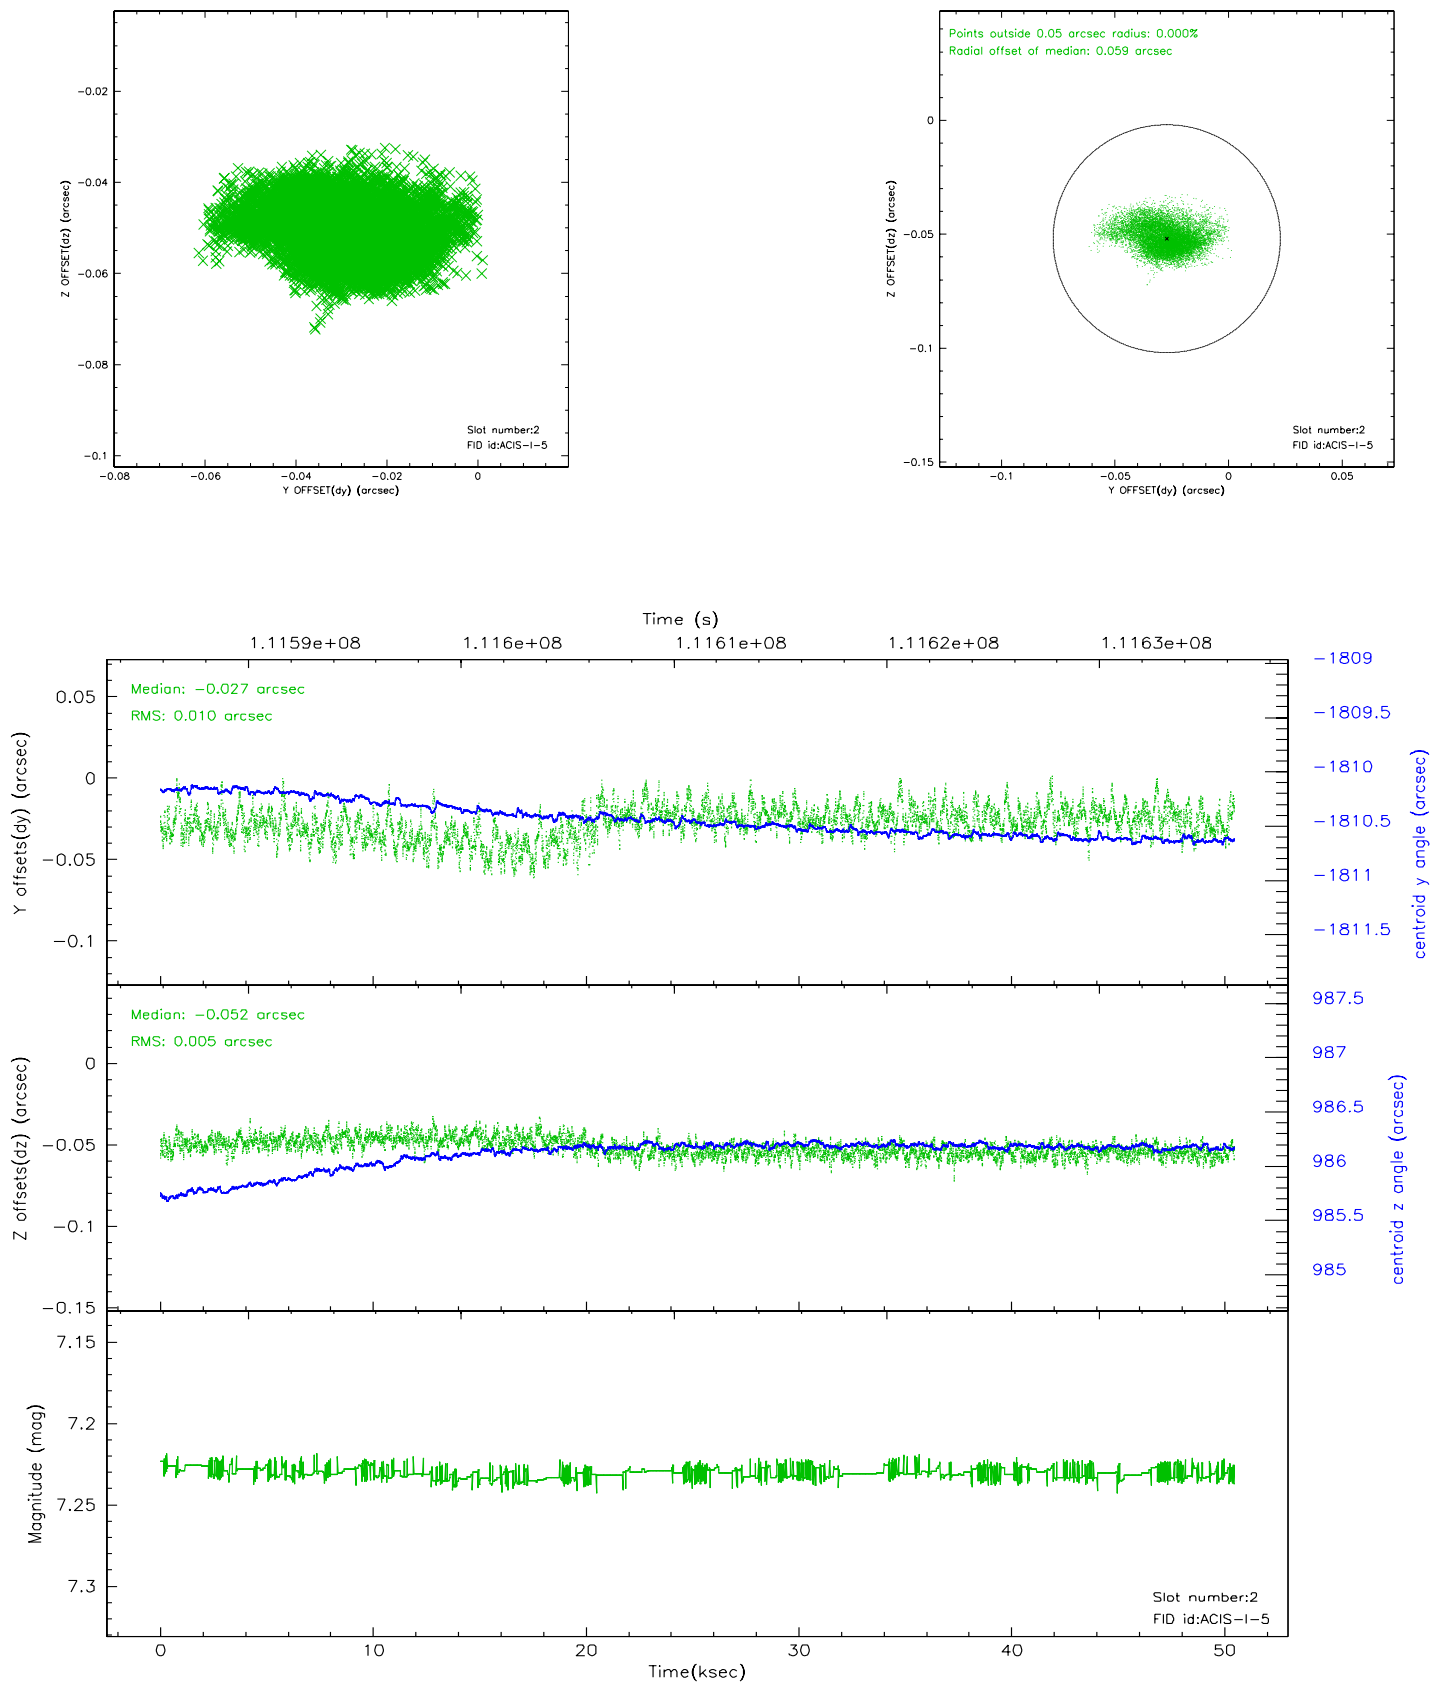 -0.02
-0.04
-0.06
-0.08
-0.1
Z OFFSET(dz) (arcsec)
Slot number:2
FID id:ACIS-I-5
-0.08
-0.06
-0.04
-0.02
0
Y OFFSET(dy) (arcsec)
Points outside 0.05 arcsec radius: 0.000%
Radial offset of median: 0.059 arcsec
0
-0.05
-0.1
-0.15
Z OFFSET(dz) (arcsec)
Slot number:2
FID id:ACIS-I-5
-0.1
-0.05
0
0.05
Y OFFSET(dy) (arcsec)
Time (s)
1.1159e+08
1.116e+08
1.1161e+08
1.1162e+08
1.1163e+08
Median: -0.027 arcsec
RMS: 0.010 arcsec
0.05
0
-0.05
-0.1
Y offsets(dy) (arcsec)
-1809
-1809.5
-1810
-1810.5
-1811
-1811.5
centroid y angle (arcsec)
Median: -0.052 arcsec
RMS: 0.005 arcsec
0
-0.05
-0.1
-0.15
Z offsets(dz) (arcsec)
987.5
987
986.5
986
985.5
985
centroid z angle (arcsec)
7.15
7.2
7.25
7.3
Magnitude (mag)
Slot number:2
FID id:ACIS-I-5
0
10
20
30
40
50
Time(ksec)